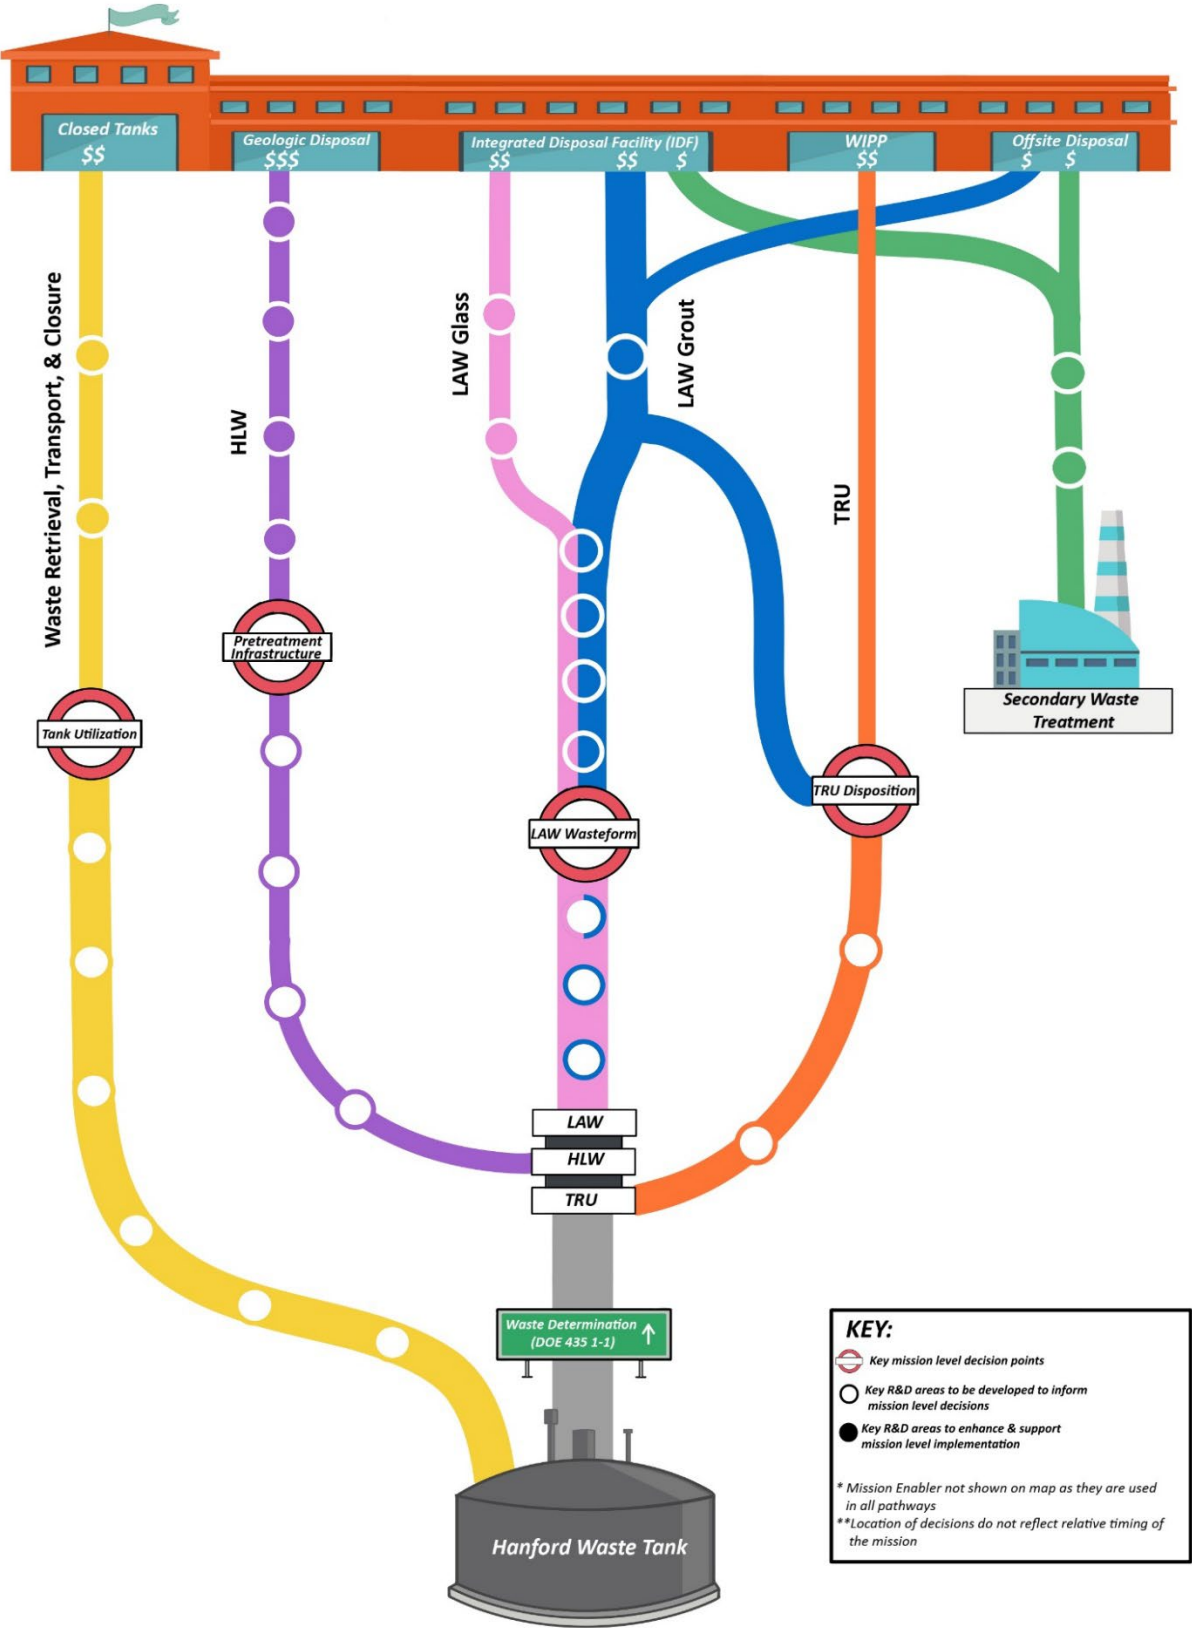 Closed Tanks
$$
Geologic Disposal
$$$
Integrated Disposal Facility (IDF)
$$ $$ $
WIPP
$$
Offsite Disposal
$ $
Waste Retrieval, Transport, & Closure
HLW
LAW Glass
LAW Grout
TRU
Pretreatment
Infrastructure
Tank Utilization
Secondary Waste
Treatment
TRU Disposition
LAW Wasteform
LAW
HLW
TRU
Waste Determination
(DOE 435 1-1)
Hanford Waste Tank
KEY:
Key mission level decision points
Key R&D areas to be developed to inform
mission level decisions
Key R&D areas to enhance & support
mission level implementation
* Mission Enabler not shown on map as they are used
in all pathways
**Location of decisions do not reflect relative timing of
the mission